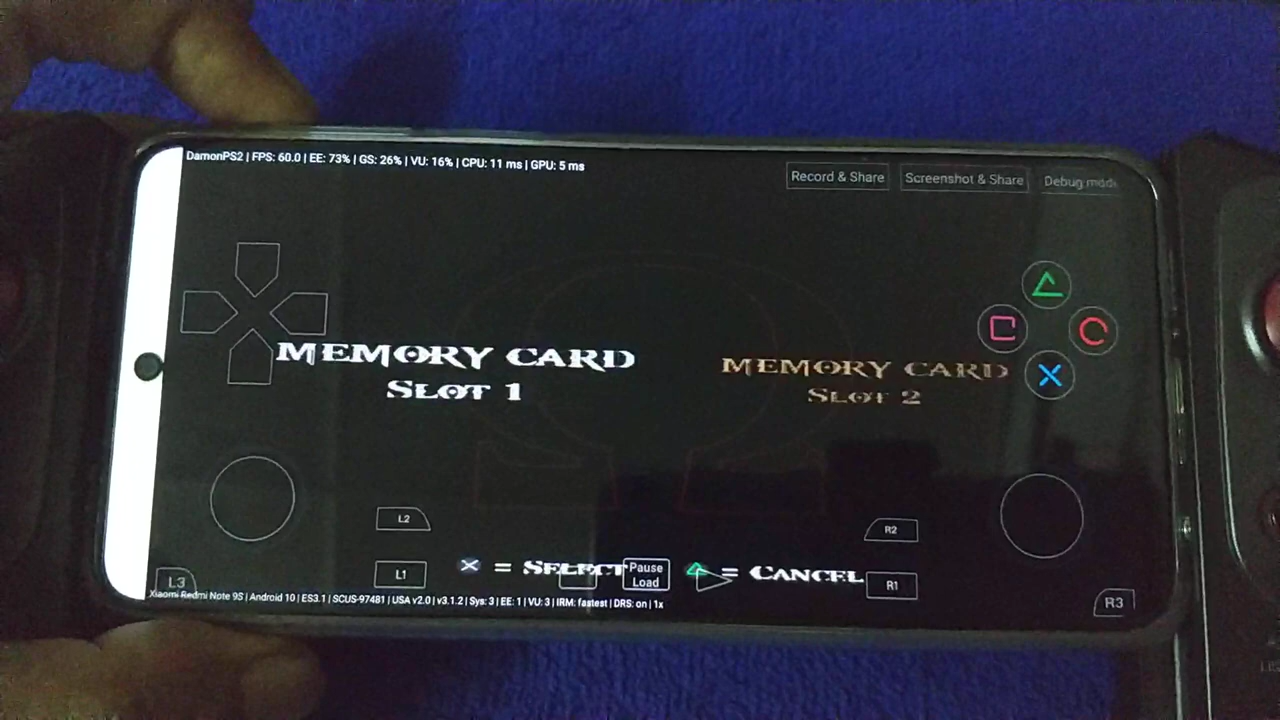 DamonPS2 | FPS: 60.0 | EE: 73% | GS: 26% | VU: 16% | CPU: 11 ms | GPU: 5 ms
Record & Share
Screenshot & Share
Debug mode
MEMORY CARD
SLOT 1
MEMORY CARD
SLOT 2
L2
R2
L3
L1
= SELECT
Pause
Load
= CANCEL
R1
R3
Xiaomi Redmi Note 9S | Android 10 | ES3.1 | SCUS-97481 | USA v2.0 | v3.1.2 | Sys: 3 | EE: 1 | VU: 3 | IRM: fastest | DRS: on | 1x